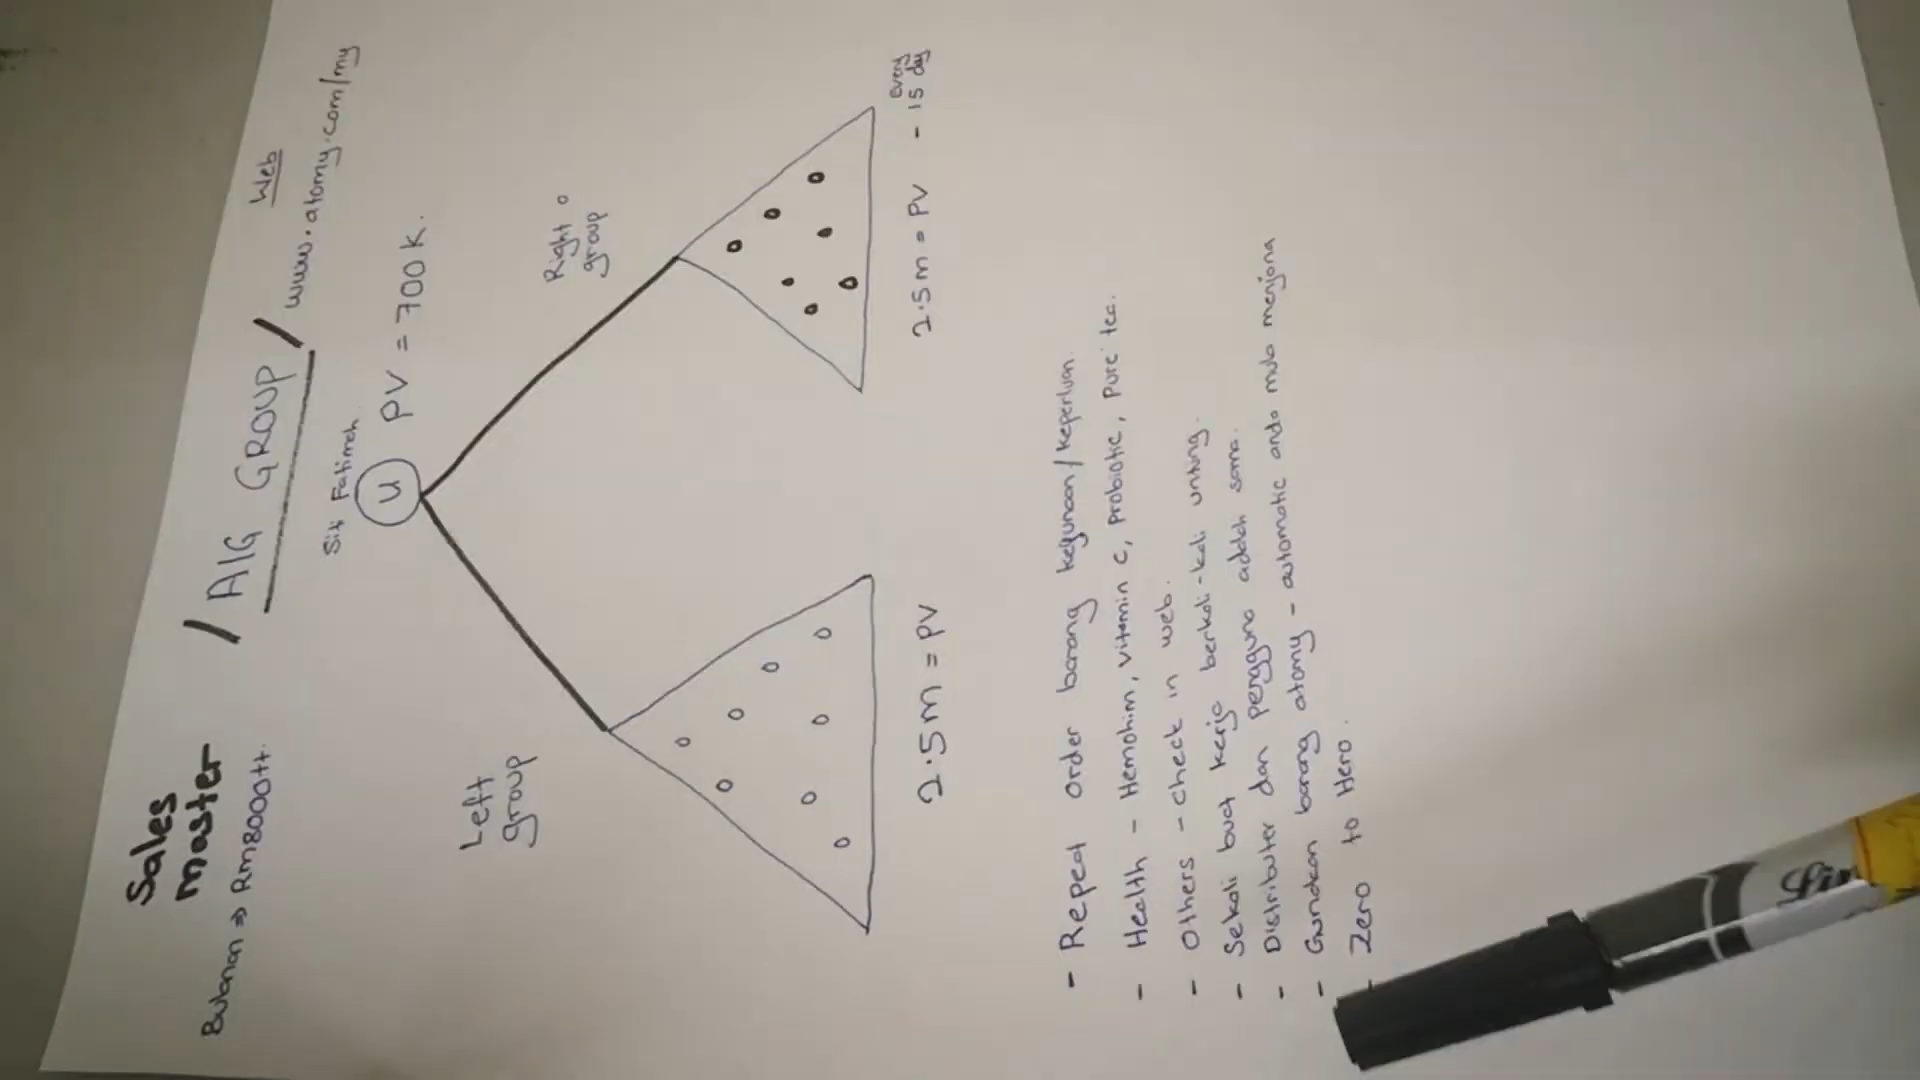 Sales
master
Bulanan ⇒ Rm8000++
/ AIG GROUP /
Web
www.atomy.com/my
Siti Fatimah
U
PV = 700K.
Left
group
Right
group
2.5m = PV
2.5m = PV - every 15 day
- Repeat order barang kegunaan/keperluan.
- Health - Hemohim, vitamin c, probiotic, Pure tea.
- Others - check in web.
- Sekali buat kerja berkali-kali untung.
- Distributer dan pengguna adalah sama.
- Gunakan barang atomy - automatic anda mula menjana
- Zero to Hero.